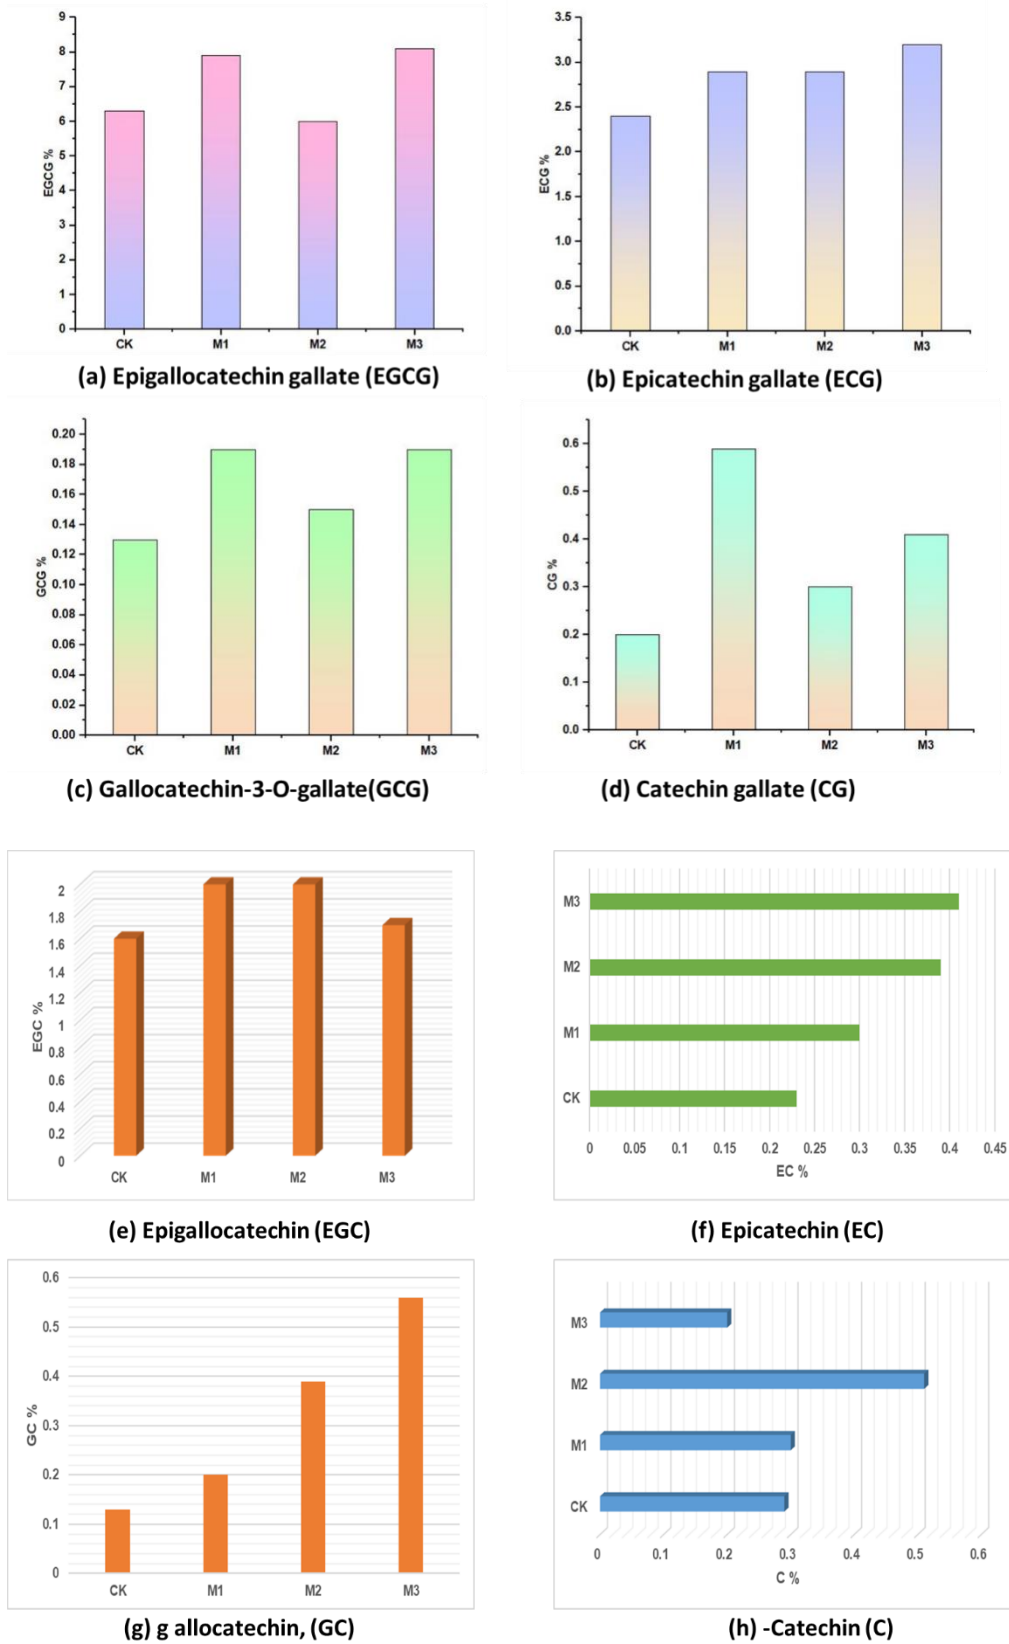 9
8
7
6
5
4
3
2
1
0
EGCG %
CK M1 M2 M3
(a) Epigallocatechin gallate (EGCG)
3.5
3.0
2.5
2.0
1.5
1.0
0.5
0.0
ECG %
CK M1 M2 M3
(b) Epicatechin gallate (ECG)
0.20
0.18
0.16
0.14
0.12
0.10
0.08
0.06
0.04
0.02
0.00
GCG %
CK M1 M2 M3
(c) Gallocatechin-3-O-gallate(GCG)
0.6
0.5
0.4
0.3
0.2
0.1
0.0
CG %
CK M1 M2 M3
(d) Catechin gallate (CG)
2
1.8
1.6
1.4
1.2
1
0.8
0.6
0.4
0.2
0
EGC %
CK M1 M2 M3
(e) Epigallocatechin (EGC)
M3
M2
M1
CK
0 0.05 0.1 0.15 0.2 0.25 0.3 0.35 0.4 0.45
EC %
(f) Epicatechin (EC)
0.6
0.5
0.4
0.3
0.2
0.1
0
GC %
CK M1 M2 M3
(g) g allocatechin, (GC)
M3
M2
M1
CK
0 0.1 0.2 0.3 0.4 0.5 0.6
C %
(h) -Catechin (C)